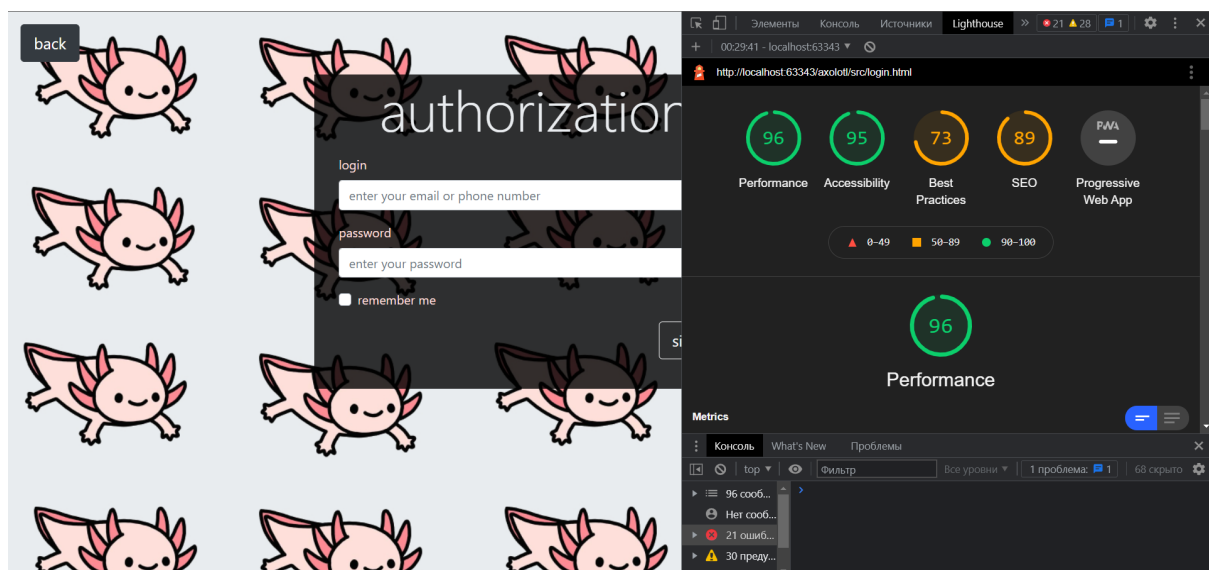 back
authorization
login
enter your email or phone number
password
enter your password
remember me
si
Элементы Консоль Источники Lighthouse » 21 28 1
+ 00:29:41 - localhost:63343
http://localhost:63343/axolotl/src/login.html
96 95 73 89 PWA
Performance Accessibility Best Practices SEO Progressive Web App
0–49 50–89 90–100
96
Performance
Metrics
Консоль What's New Проблемы
top Фильтр Все уровни 1 проблема: 1 68 скрыто
96 сооб...
Нет сооб...
21 ошиб...
30 преду...